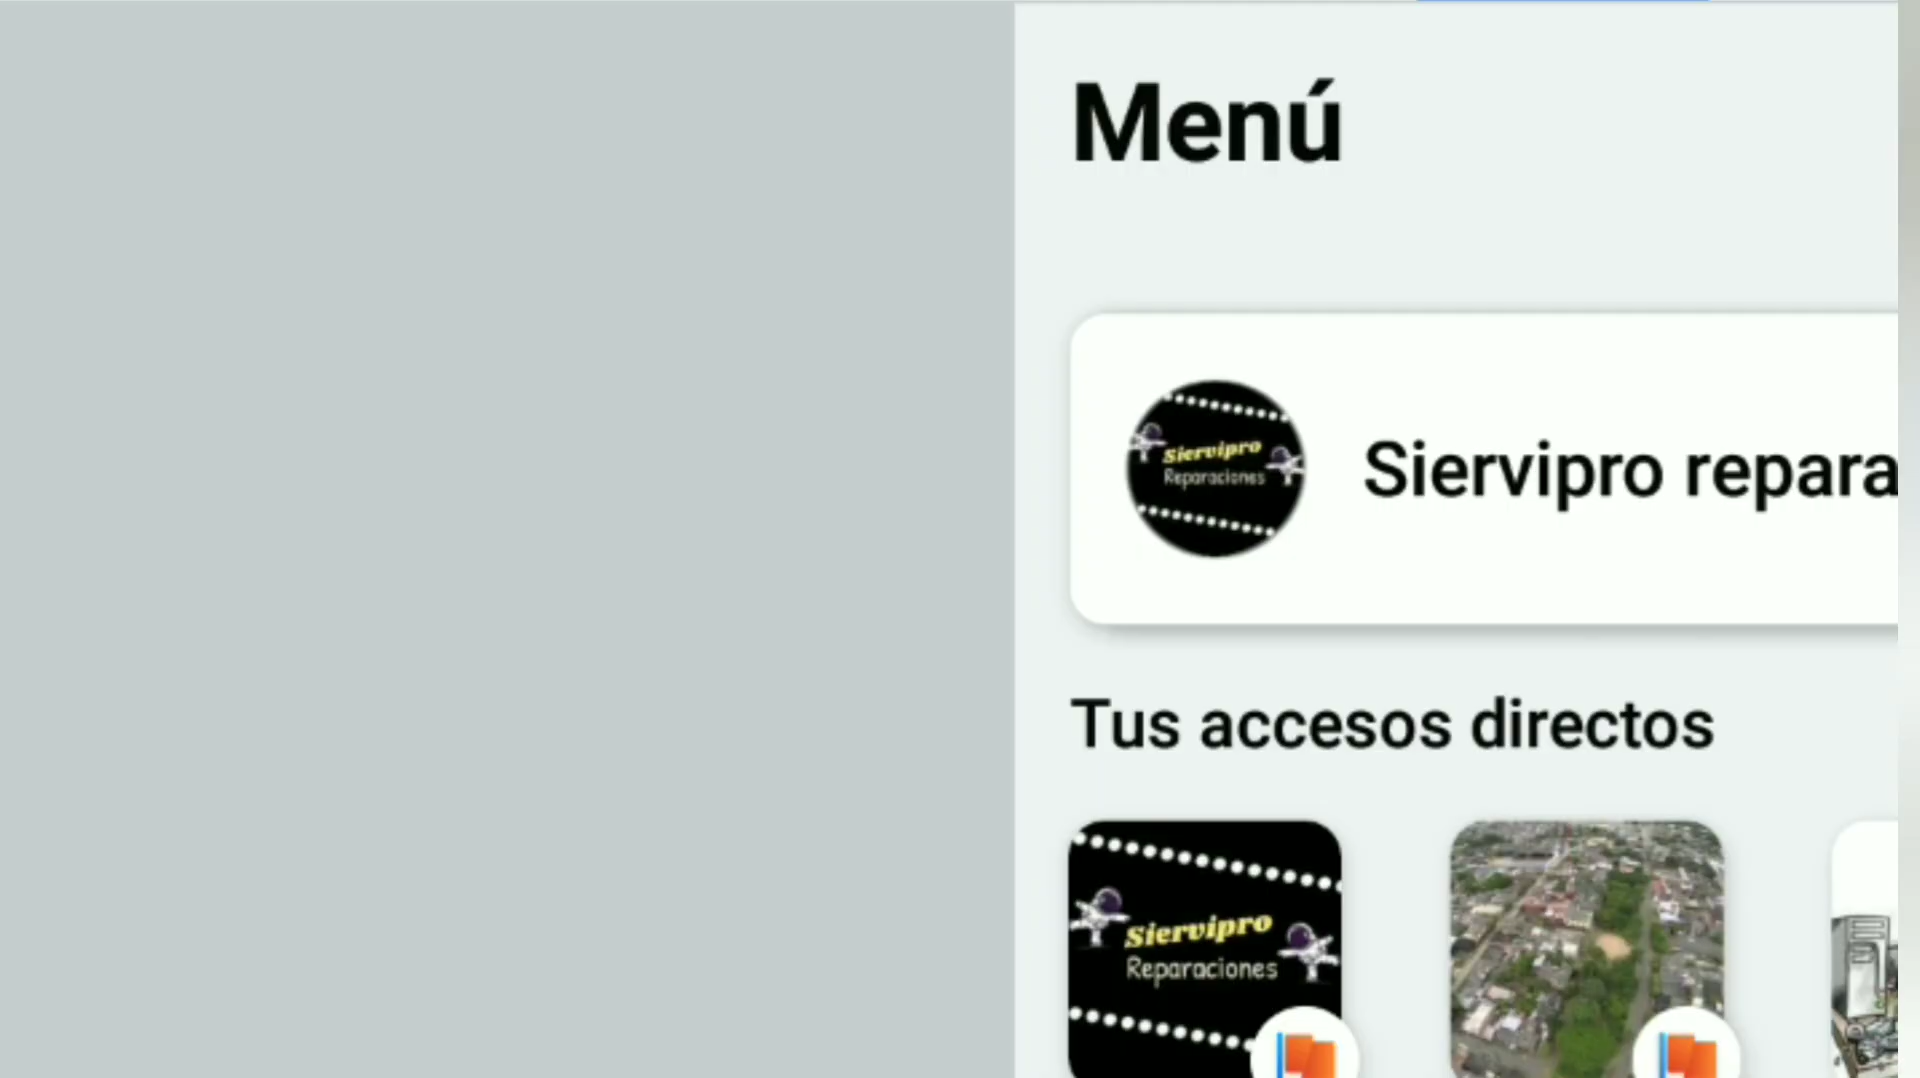 Menú
Siervipro
Reparaciones
Siervipro repara
Tus accesos directos
Siervipro
Reparaciones